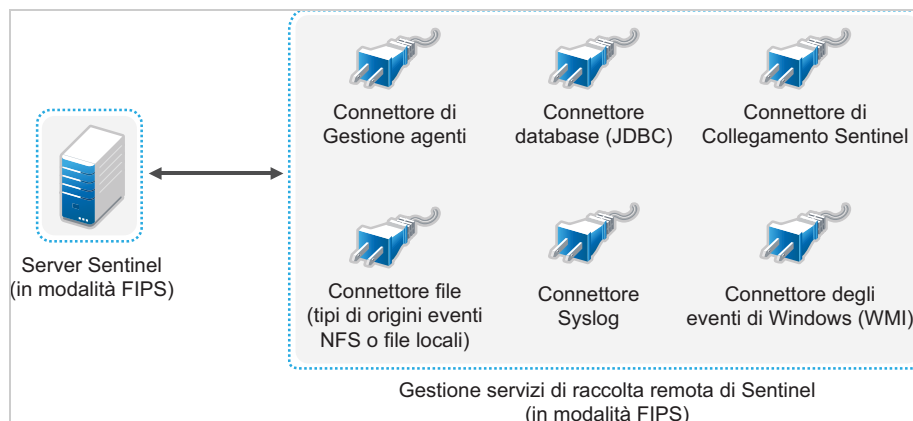 Connettore di
Gestione agenti
Connettore
database (JDBC)
Connettore di
Collegamento Sentinel
Server Sentinel
(in modalità FIPS)
Connettore file
(tipi di origini eventi
NFS o file locali)
Connettore
Syslog
Connettore degli
eventi di Windows (WMI)
Gestione servizi di raccolta remota di Sentinel
(in modalità FIPS)